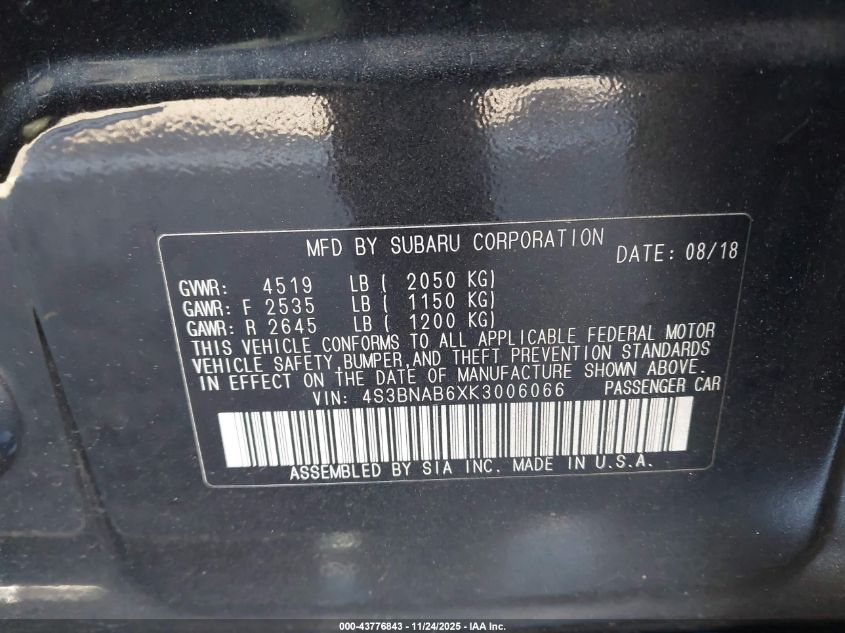 MFD BY SUBARU CORPORATION DATE: 08/18
GVWR: 4519 LB ( 2050 KG)
GAWR: F 2535 LB ( 1150 KG)
GAWR: R 2645 LB ( 1200 KG)
THIS VEHICLE CONFORMS TO ALL APPLICABLE FEDERAL MOTOR
VEHICLE SAFETY,BUMPER,AND THEFT PREVENTION STANDARDS
IN EFFECT ON THE DATE OF MANUFACTURE SHOWN ABOVE.
VIN: 4S3BNAB6XK3006066 PASSENGER CAR
ASSEMBLED BY SIA INC. MADE IN U.S.A.
000-43776843 - 11/24/2025 - IAA Inc.